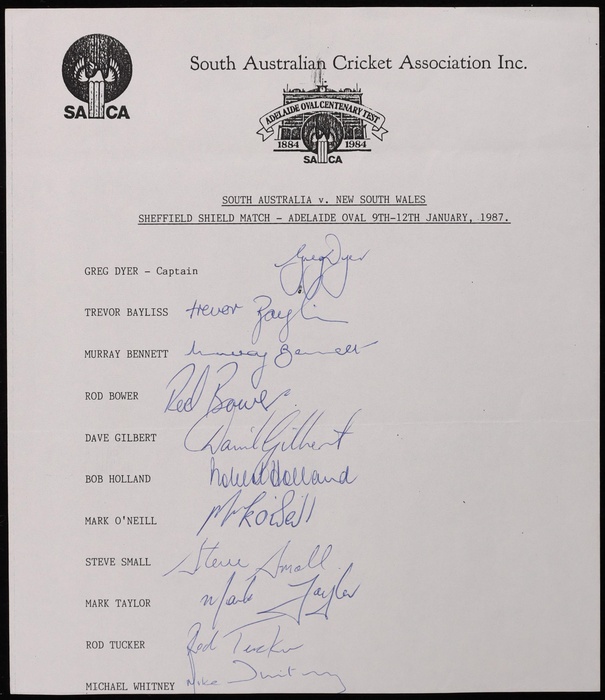 South Australian Cricket Association Inc.
SACA
ADELAIDE OVAL CENTENARY TEST
1884 1984
SACA
SOUTH AUSTRALIA v. NEW SOUTH WALES
SHEFFIELD SHIELD MATCH - ADELAIDE OVAL 9TH-12TH JANUARY, 1987.
GREG DYER - Captain Greg Dyer
TREVOR BAYLISS Trevor Bayliss
MURRAY BENNETT Murray Bennett
ROD BOWER Rod Bower
DAVE GILBERT David Gilbert
BOB HOLLAND Robert Holland
MARK O'NEILL M K O'Neill
STEVE SMALL Steve Small
MARK TAYLOR Mark Taylor
ROD TUCKER Rod Tucker
MICHAEL WHITNEY Mike Whitney